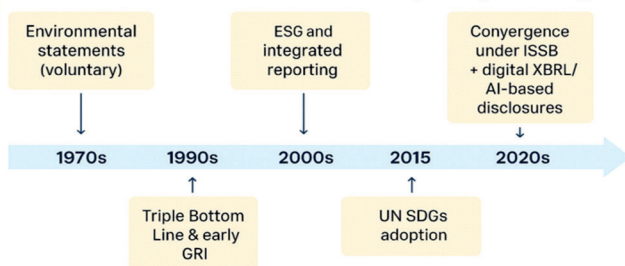 Environmental
statements
(voluntary)
ESG and
integrated
reporting
Convergence
under ISSB
+ digital XBRL/
AI-based
disclosures
1970s
1990s
2000s
2015
2020s
Triple Bottom
Line & early
GRI
UN SDGs
adoption